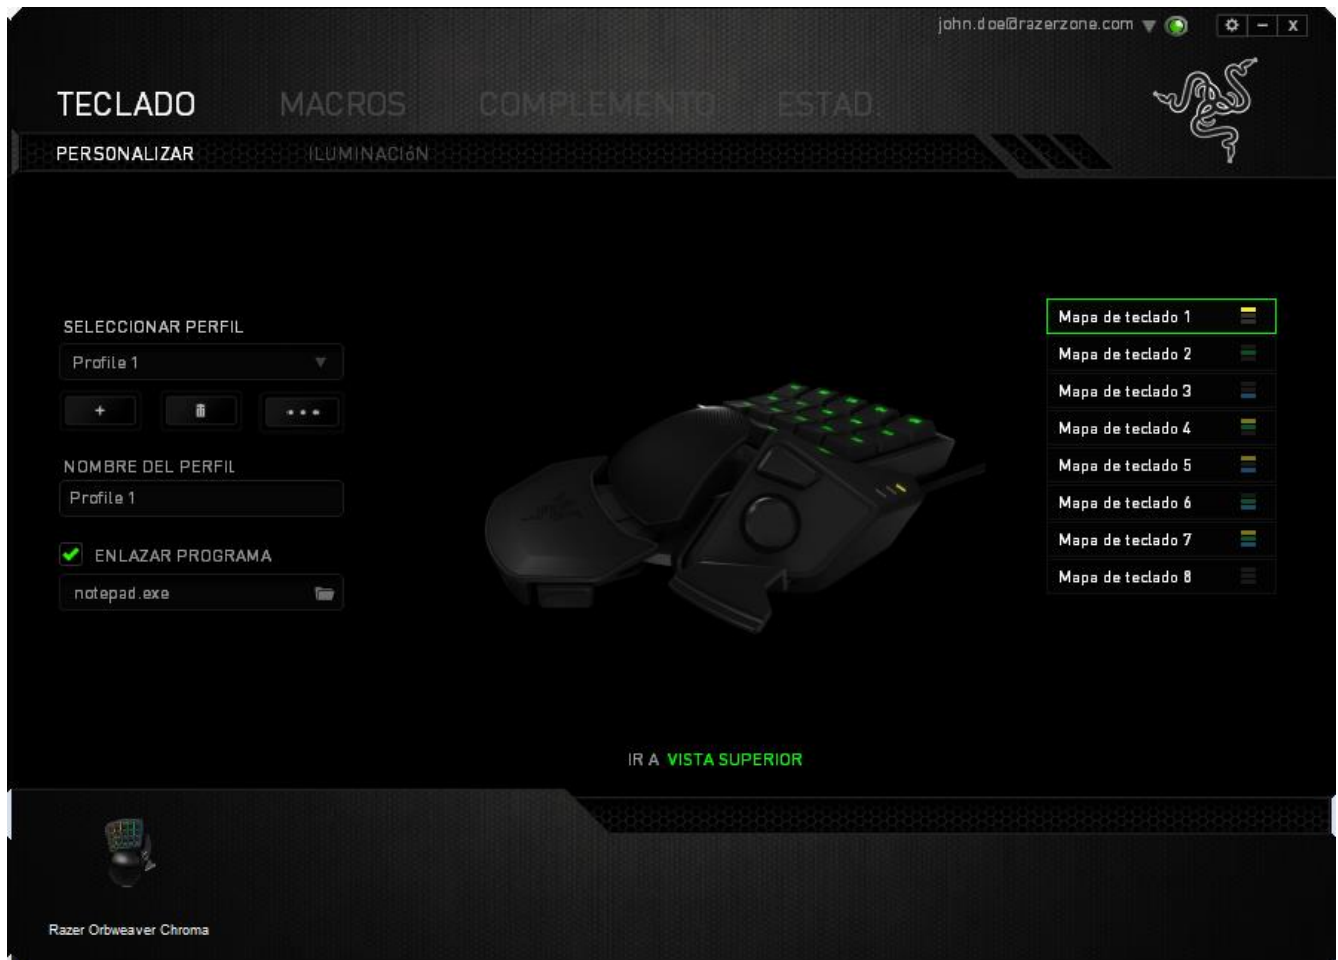 john.doe@razerzone.com
TECLADO MACROS COMPLEMENTO ESTAD.
PERSONALIZAR ILUMINACIóN
SELECCIONAR PERFIL
Profile 1
NOMBRE DEL PERFIL
Profile 1
ENLAZAR PROGRAMA
notepad.exe
Mapa de teclado 1
Mapa de teclado 2
Mapa de teclado 3
Mapa de teclado 4
Mapa de teclado 5
Mapa de teclado 6
Mapa de teclado 7
Mapa de teclado 8
IR A VISTA SUPERIOR
Razer Orbweaver Chroma